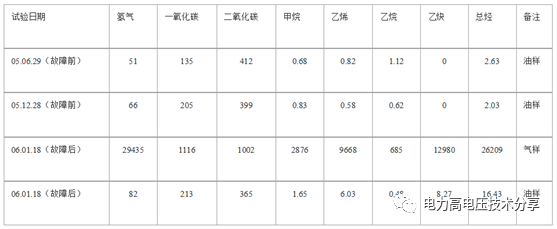 试验日期 氢气 一氧化碳 二氧化碳 甲烷 乙烯 乙烷 乙炔 总烃 备注
05.06.29（故障前） 51 135 412 0.68 0.82 1.12 0 2.63 油样
05.12.28（故障前） 66 205 399 0.83 0.58 0.62 0 2.03 油样
06.01.18（故障后） 29435 1116 1002 2876 9668 685 12980 26209 气样
06.01.18（故障后） 82 213 365 1.65 6.03 0.48 8.27 16.43 油样
电力高电压技术分享